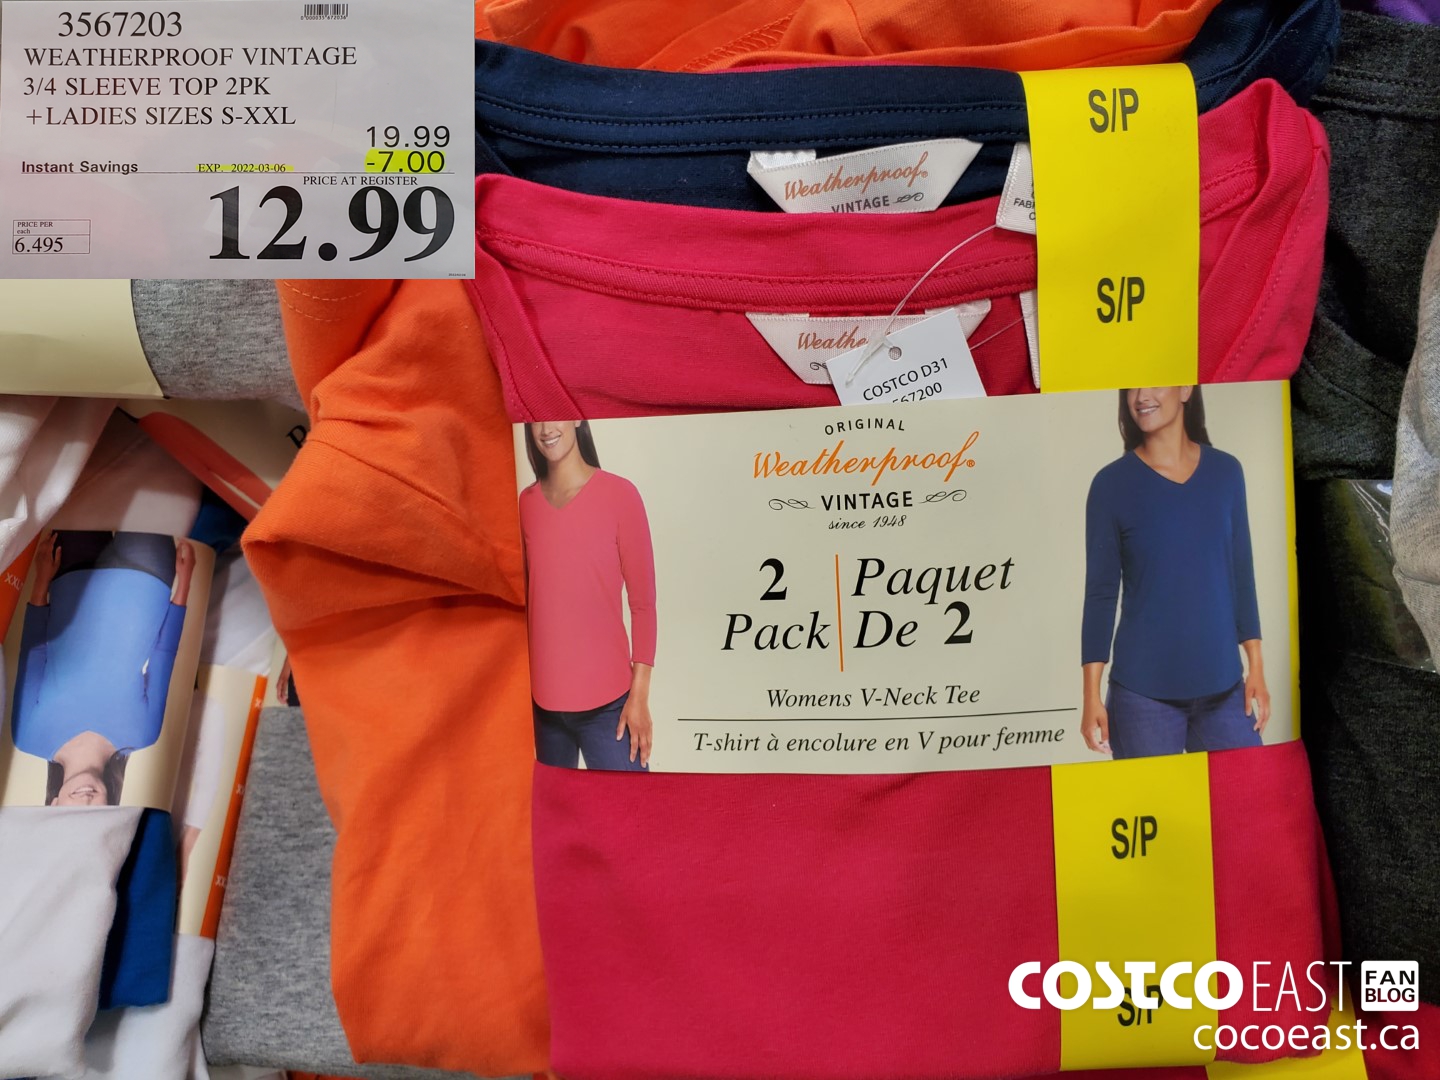 3567203
WEATHERPROOF VINTAGE
3/4 SLEEVE TOP 2PK
+LADIES SIZES S-XXL
19.99
Instant Savings EXP. 2022-03-06 -7.00
PRICE AT REGISTER
12.99
PRICE PER
each
6.495
S/P
Weatherproof®
VINTAGE
S/P
Weathe
COSTCO D31
567200
ORIGINAL
Weatherproof®
VINTAGE
since 1948
2 Pack
Paquet De 2
Womens V-Neck Tee
T-shirt à encolure en V pour femme
S/P
S/P
XXL
COSTCO EAST FAN BLOG
cocoeast.ca